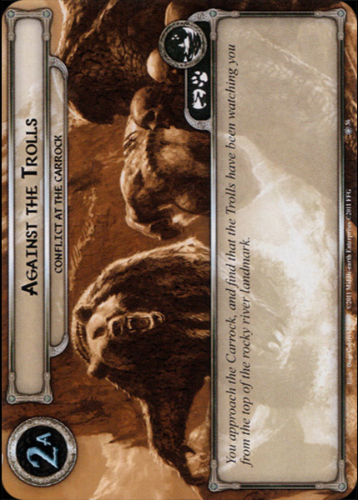 2A
AGAINST THE TROLLS
CONFLICT AT THE CARROCK
You approach the Carrock, and find that the Trolls have been watching you
from the top of the rocky river landmark.
©2011 Middle-earth Enterprises ©2011 FFG